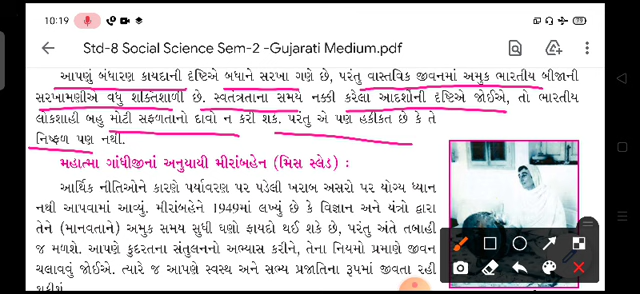 10:19
79
Std-8 Social Science Sem-2 -Gujarati Medium.pdf
આપણું બંધારણ કાયદાની દૃષ્ટિએ બધાને સરખા ગણે છે, પરંતુ વાસ્તવિક જીવનમાં અમુક ભારતીય બીજાની
સરખામણીએ વધુ શક્તિશાળી છે. સ્વતંત્રતાના સમયે નક્કી કરેલા આદર્શોની દૃષ્ટિએ જોઈએ, તો ભારતીય
લોકશાહી બહુ મોટી સફળતાનો દાવો ન કરી શકે. પરંતુ એ પણ હકીકત છે કે તે
નિષ્ફળ પણ નથી.
મહાત્મા ગાંધીજીનાં અનુયાયી મીરાંબહેન (મિસ સ્લેડ) :
આર્થિક નીતિઓને કારણે પર્યાવરણ પર પડેલી ખરાબ અસરો પર યોગ્ય ધ્યાન
નથી આપવામાં આવ્યું. મીરાંબહેને 1949માં લખ્યું છે કે વિજ્ઞાન અને યંત્રો દ્વારા
તેને (માનવતાને) અમુક સમય સુધી ઘણો ફાયદો થઈ શકે છે, પરંતુ અંતે તબાહી
જ મળશે. આપણે કુદરતના સંતુલનનો અભ્યાસ કરીને, તેના નિયમો પ્રમાણે જીવન
ચલાવવું જોઈએ. ત્યારે જ આપણે સ્વસ્થ અને સભ્ય પ્રજાતિના રૂપમાં જીવતા રહી